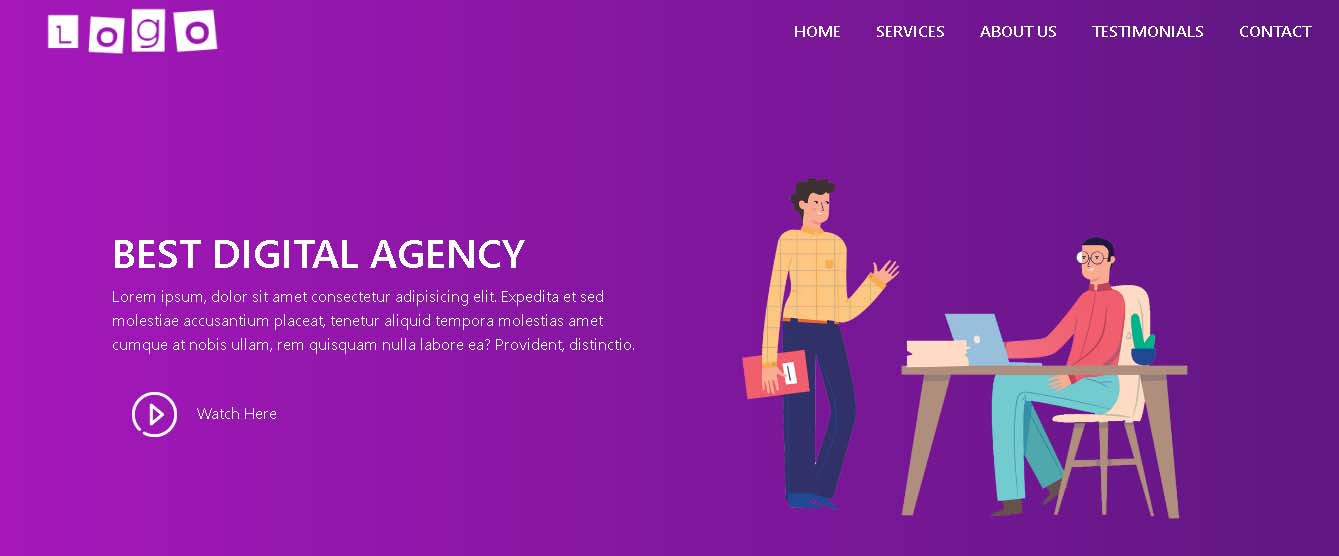 LOgO
HOME SERVICES ABOUT US TESTIMONIALS CONTACT
BEST DIGITAL AGENCY
Lorem ipsum, dolor sit amet consectetur adipisicing elit. Expedita et sed
molestiae accusantium placeat, tenetur aliquid tempora molestias amet
cumque at nobis ullam, rem quisquam nulla labore ea? Provident, distinctio.
Watch Here